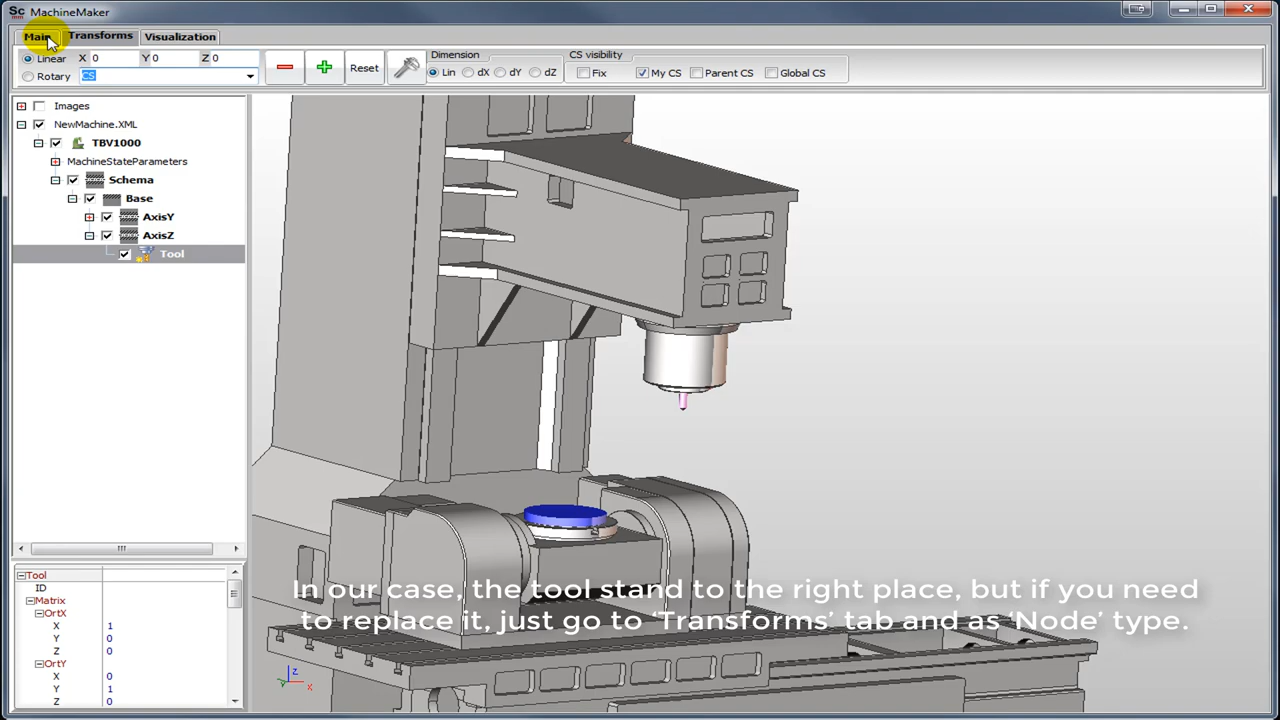 Sc MachineMaker
Main Transforms Visualization
Linear X 0 Y 0 Z 0
Rotary CS
Reset
Dimension
Lin dX dY dZ
CS visibility
Fix My CS Parent CS Global CS
Images
NewMachine.XML
TBV1000
MachineStateParameters
Schema
Base
AxisY
AxisZ
Tool
Tool
ID
Matrix
OrtX
X 1
Y 0
Z 0
OrtY
X 0
Y 1
Z 0
In our case, the tool stand to the right place, but if you need
to replace it, just go to ‘Transforms’ tab and as ‘Node’ type.
Z
Y X